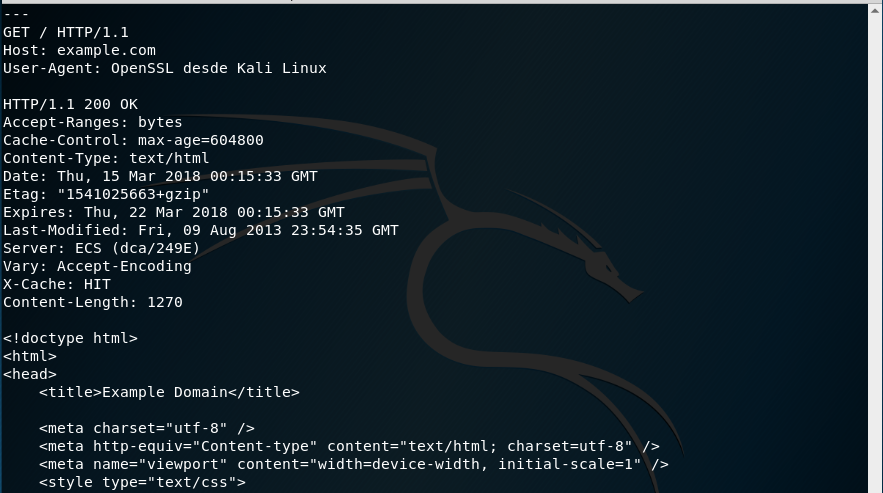 ---
GET / HTTP/1.1
Host: example.com
User-Agent: OpenSSL desde Kali Linux

HTTP/1.1 200 OK
Accept-Ranges: bytes
Cache-Control: max-age=604800
Content-Type: text/html
Date: Thu, 15 Mar 2018 00:15:33 GMT
Etag: "1541025663+gzip"
Expires: Thu, 22 Mar 2018 00:15:33 GMT
Last-Modified: Fri, 09 Aug 2013 23:54:35 GMT
Server: ECS (dca/249E)
Vary: Accept-Encoding
X-Cache: HIT
Content-Length: 1270

<!doctype html>
<html>
<head>
    <title>Example Domain</title>

    <meta charset="utf-8" />
    <meta http-equiv="Content-type" content="text/html; charset=utf-8" />
    <meta name="viewport" content="width=device-width, initial-scale=1" />
    <style type="text/css">